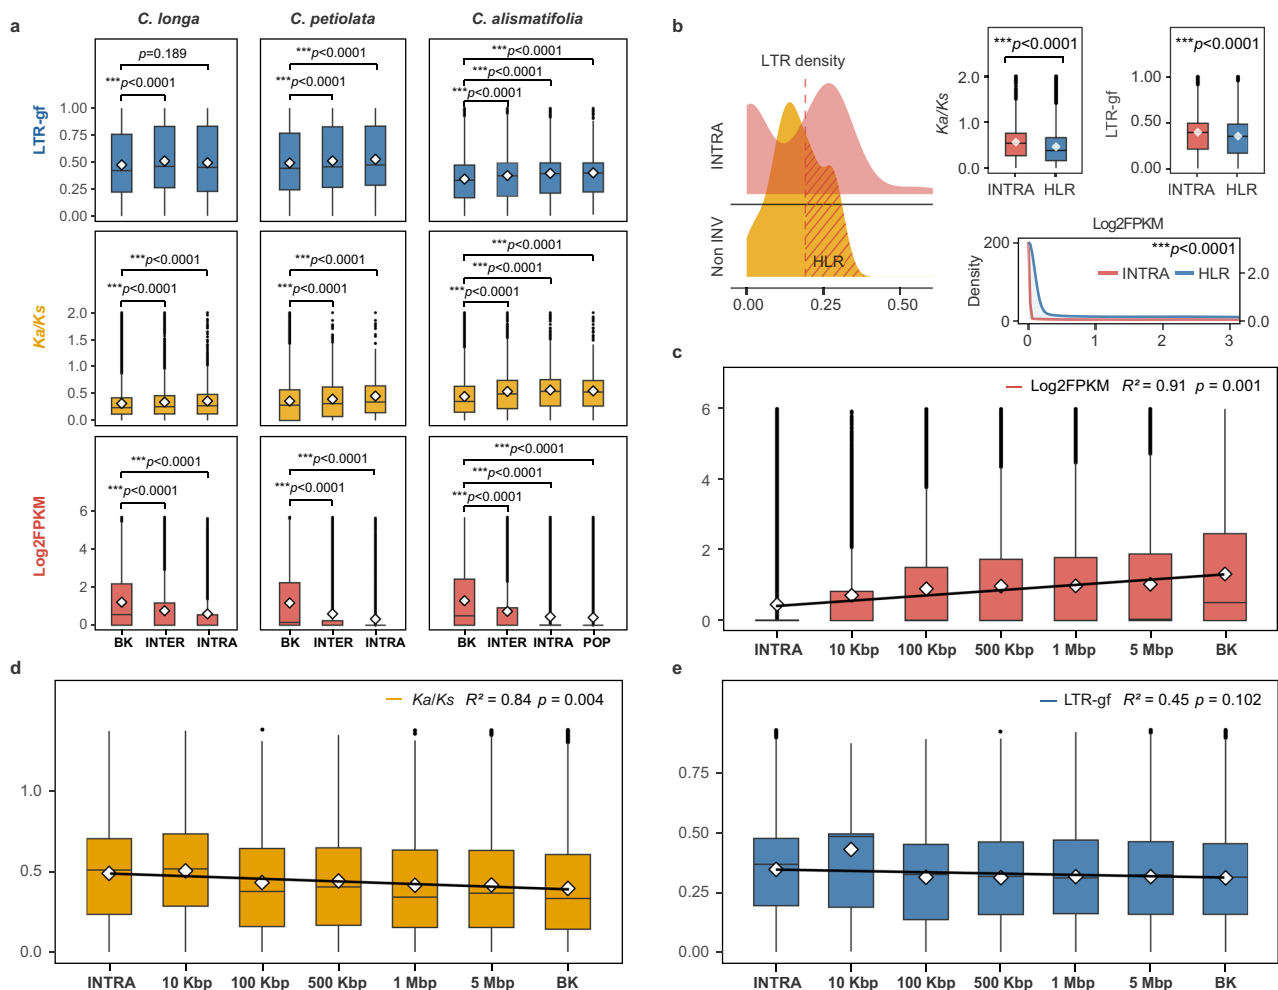 a
C. longa
C. petiolata
C. alismatifolia
LTR-gf
1.00
0.75
0.50
0.25
0.00
p=0.189
***p<0.0001
***p<0.0001
***p<0.0001
***p<0.0001
***p<0.0001
***p<0.0001
Ka/Ks
2.0
1.5
1.0
0.5
0.0
***p<0.0001
***p<0.0001
***p<0.0001
***p<0.0001
***p<0.0001
***p<0.0001
***p<0.0001
Log2FPKM
6
4
2
0
***p<0.0001
***p<0.0001
***p<0.0001
***p<0.0001
***p<0.0001
***p<0.0001
***p<0.0001
BK INTER INTRA
BK INTER INTRA
BK INTER INTRA POP
b
LTR density
INTRA
Non INV
HLR
0.00 0.25 0.50
***p<0.0001
Ka/Ks
2.0
1.0
0.0
INTRA HLR
***p<0.0001
LTR-gf
1.00
0.50
0.00
INTRA HLR
Log2FPKM
***p<0.0001
INTRA HLR
Density
200
0
2.0
0.0
0 1 2 3
c
Log2FPKM R² = 0.91 p = 0.001
6
4
2
0
INTRA 10 Kbp 100 Kbp 500 Kbp 1 Mbp 5 Mbp BK
d
Ka/Ks R² = 0.84 p = 0.004
1.0
0.5
0.0
INTRA 10 Kbp 100 Kbp 500 Kbp 1 Mbp 5 Mbp BK
e
LTR-gf R² = 0.45 p = 0.102
0.75
0.50
0.25
0.00
INTRA 10 Kbp 100 Kbp 500 Kbp 1 Mbp 5 Mbp BK